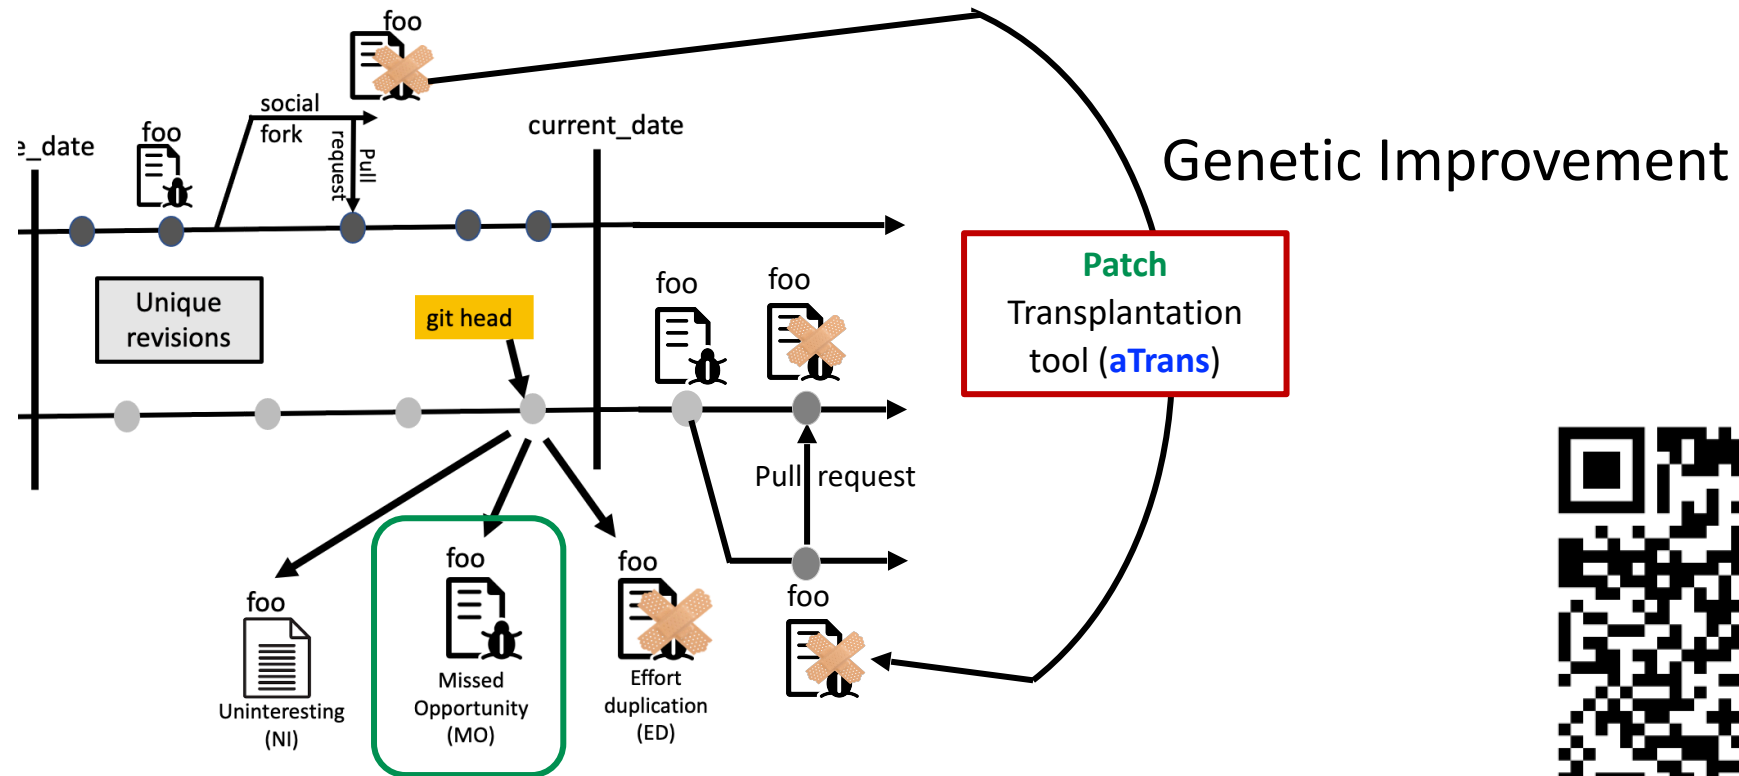 foo
social
fork
Pull
request
foo
e_date
current_date
Genetic Improvement
Unique
revisions
git head
foo
foo
Patch
Transplantation
tool (aTrans)
Pull request
foo
Uninteresting
(NI)
foo
Missed
Opportunity
(MO)
foo
Effort
duplication
(ED)
foo